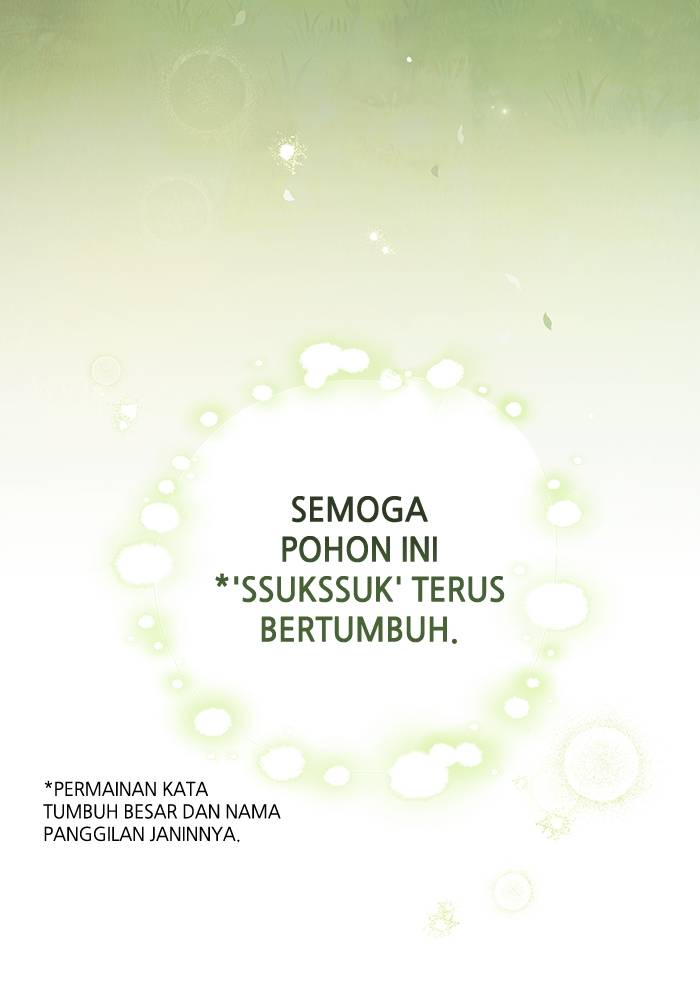 SEMOGA
POHON INI
*'SSUKSSUK' TERUS
BERTUMBUH.
*PERMAINAN KATA
TUMBUH BESAR DAN NAMA
PANGGILAN JANINNYA.